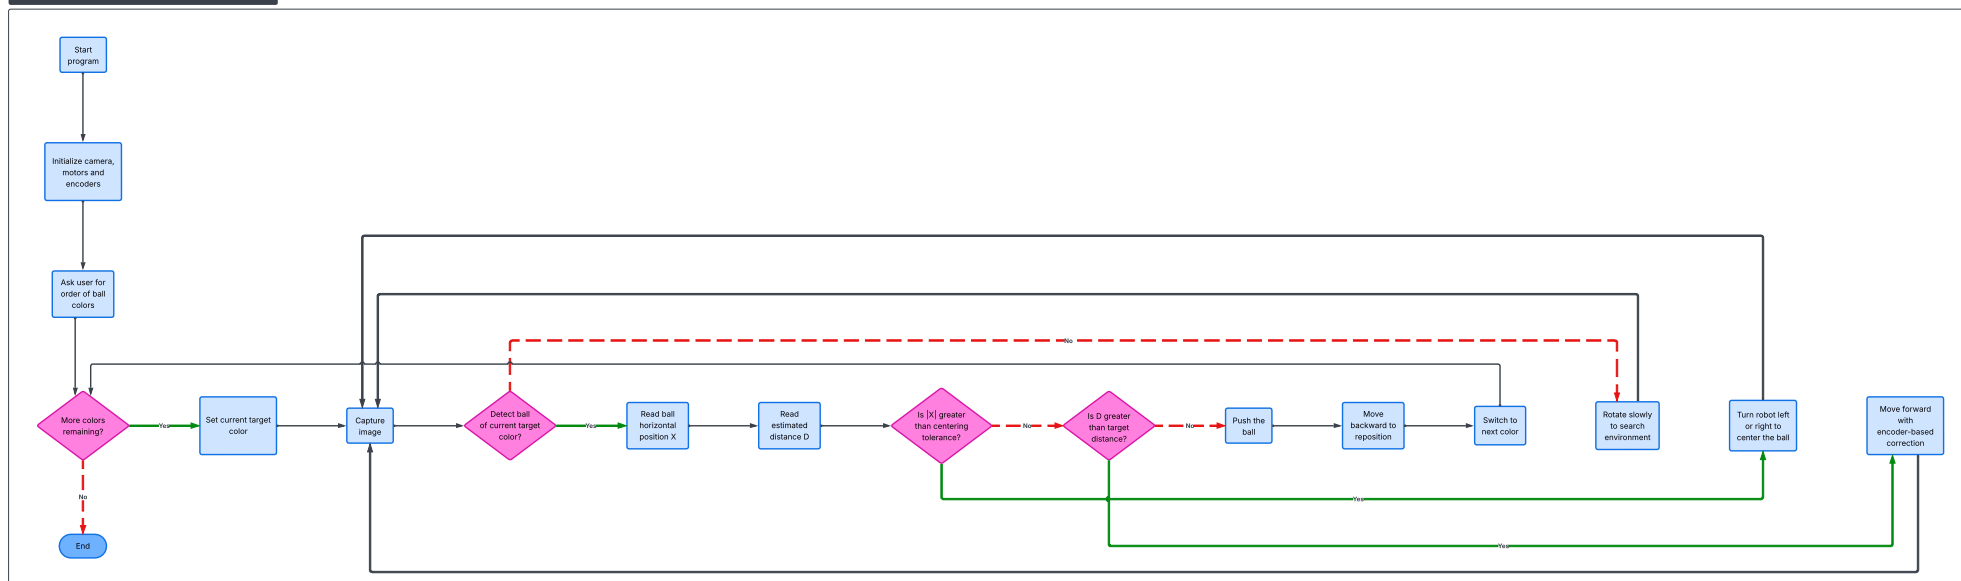 Start
program
Initialize camera,
motors and
encoders
Ask user for
order of ball
colors
More colors
remaining?
Yes
No
End
Set current target
color
Capture
image
Detect ball
of current target
color?
Yes
No
Read ball
horizontal
position X
Read
estimated
distance D
Is |X| greater
than centering
tolerance?
No
Yes
Is D greater
than target
distance?
No
Yes
Push the
ball
Move
backward to
reposition
Switch to
next color
Rotate slowly
to search
environment
Turn robot left
or right to
center the ball
Move forward
with
encoder-based
correction